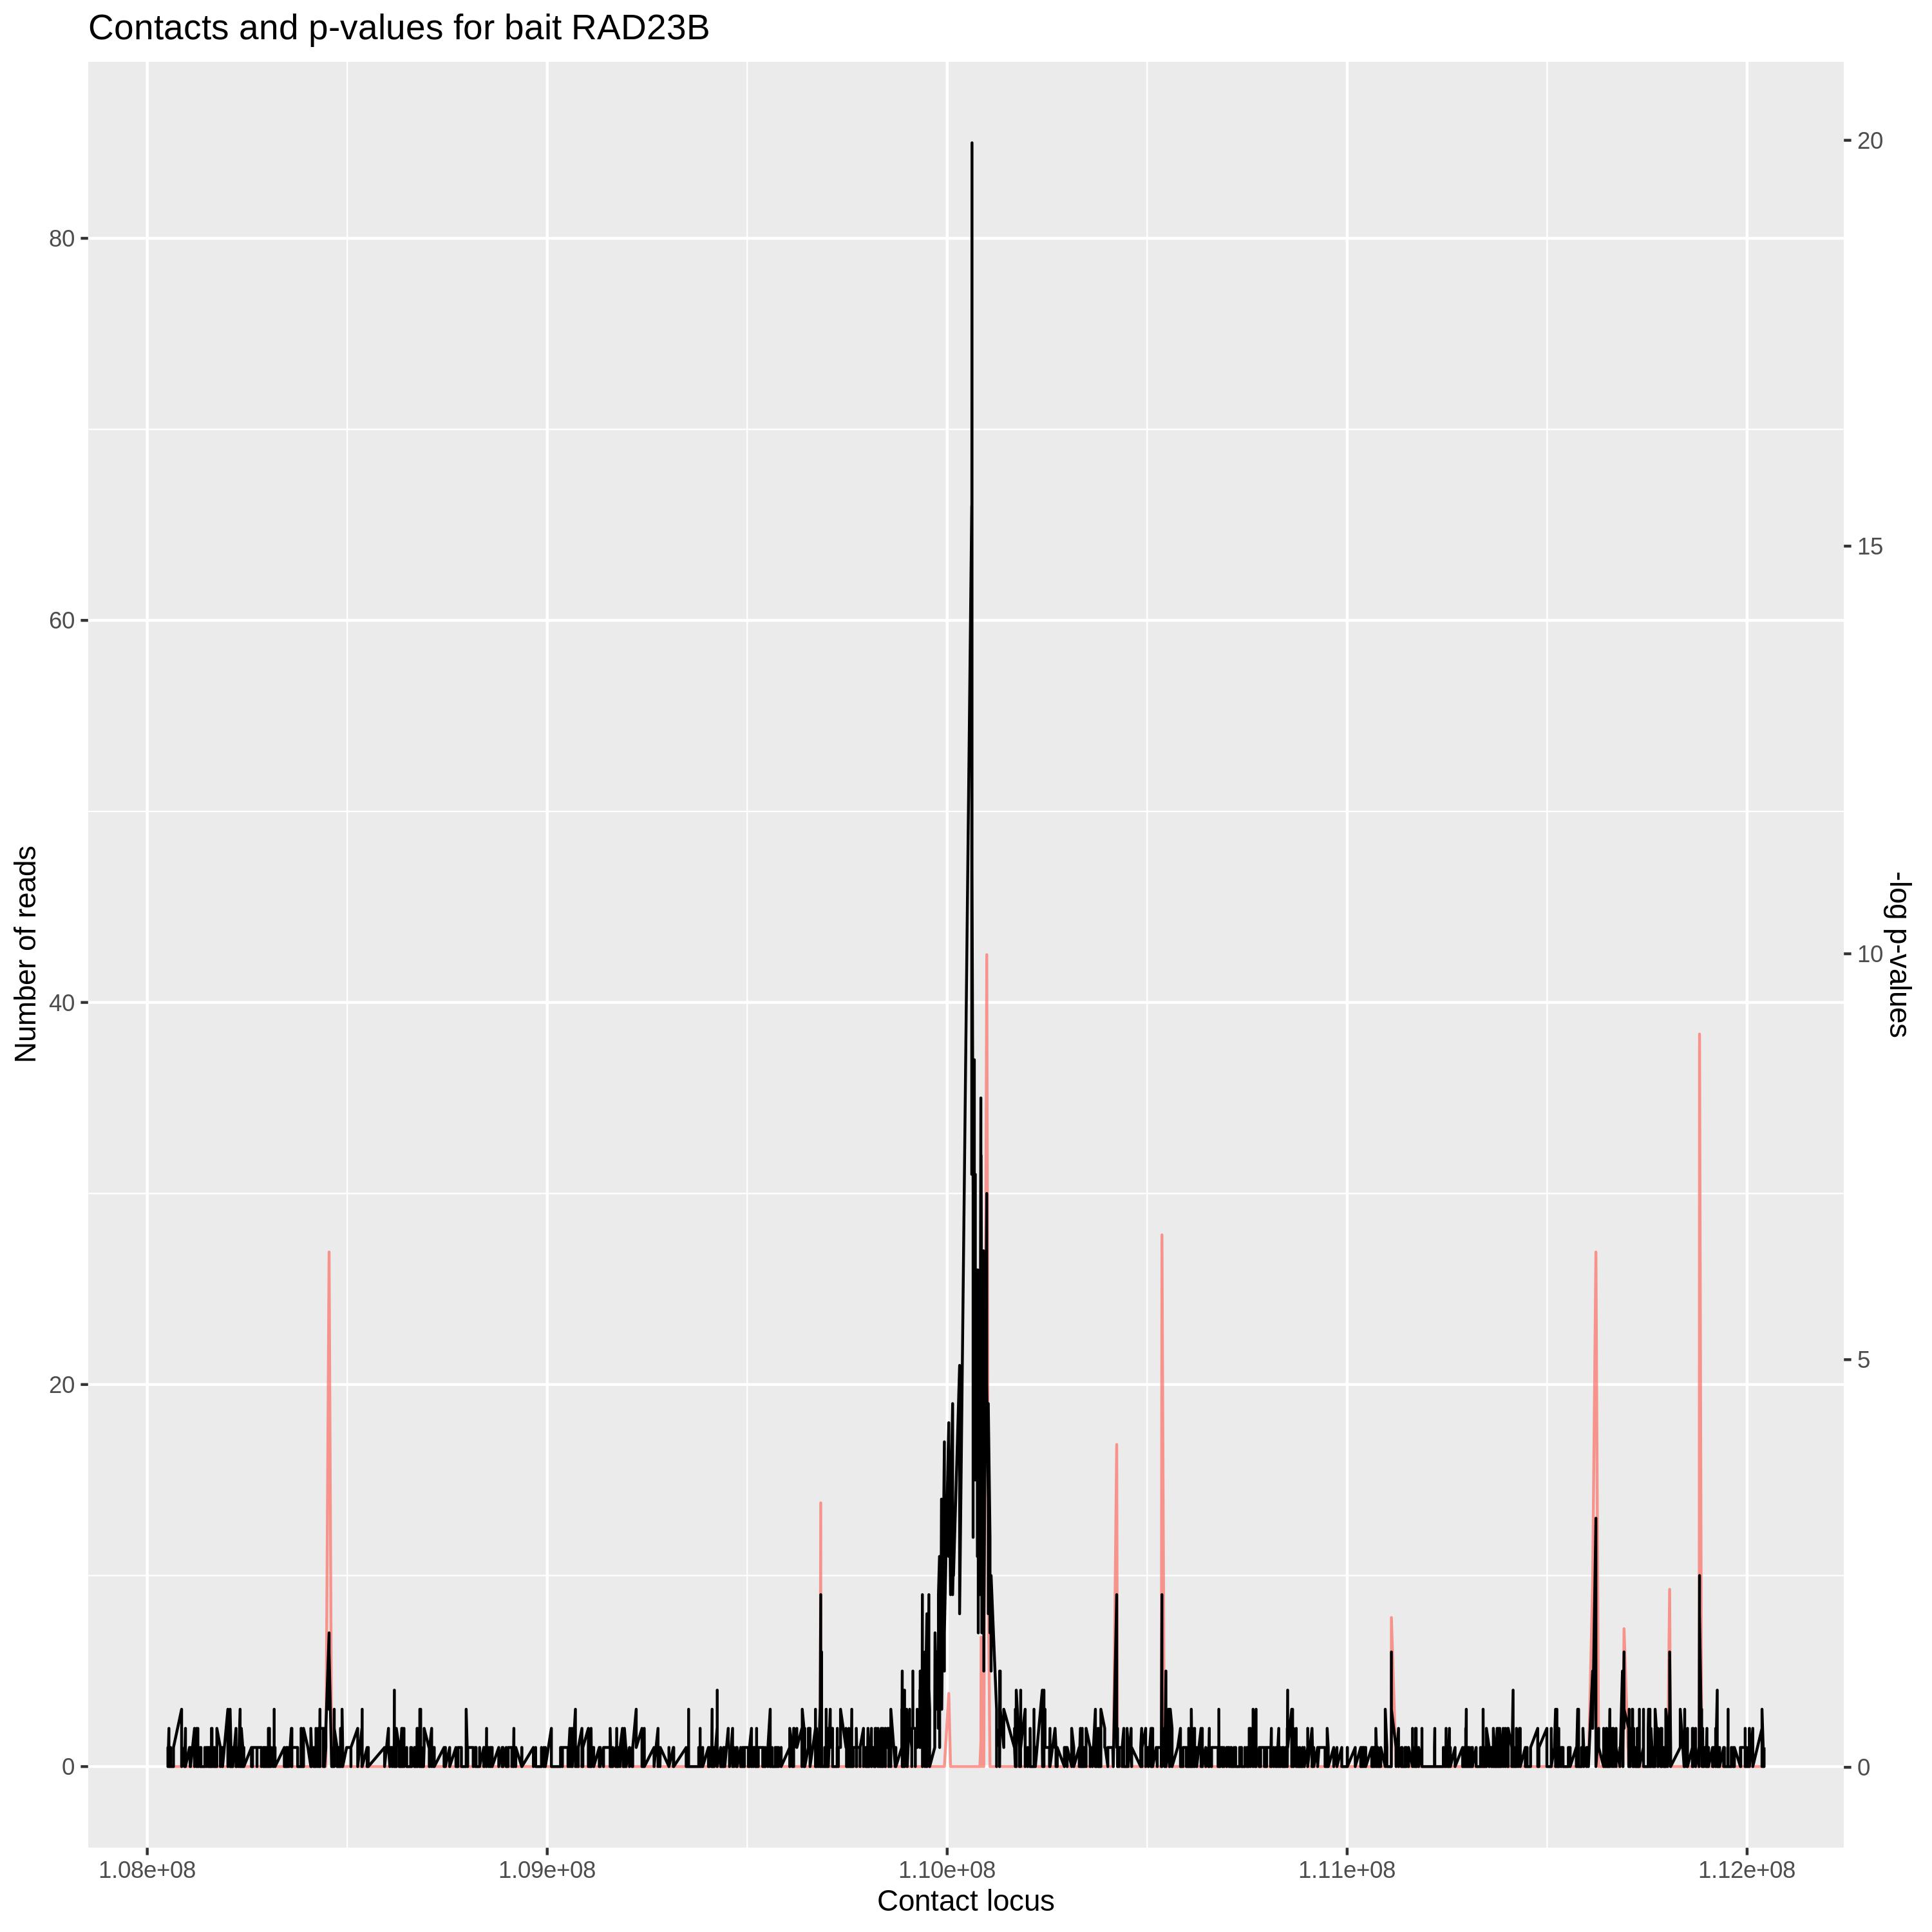 Contacts and p-values for bait RAD23B
Number of reads
80
60
40
20
0
20
15
10
5
0
-log p-values
1.08e+08
1.09e+08
1.10e+08
1.11e+08
1.12e+08
Contact locus